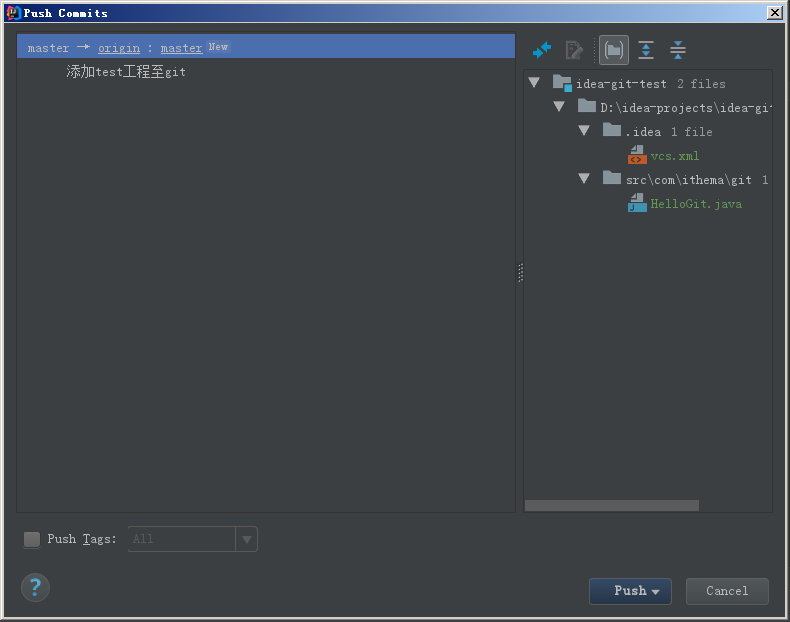 Push Commits
master → origin : master New
添加test工程至git
idea-git-test 2 files
D:\idea-projects\idea-git
.idea 1 file
vcs.xml
src\com\ithema\git 1
HelloGit.java
Push Tags: All
?
Push
Cancel